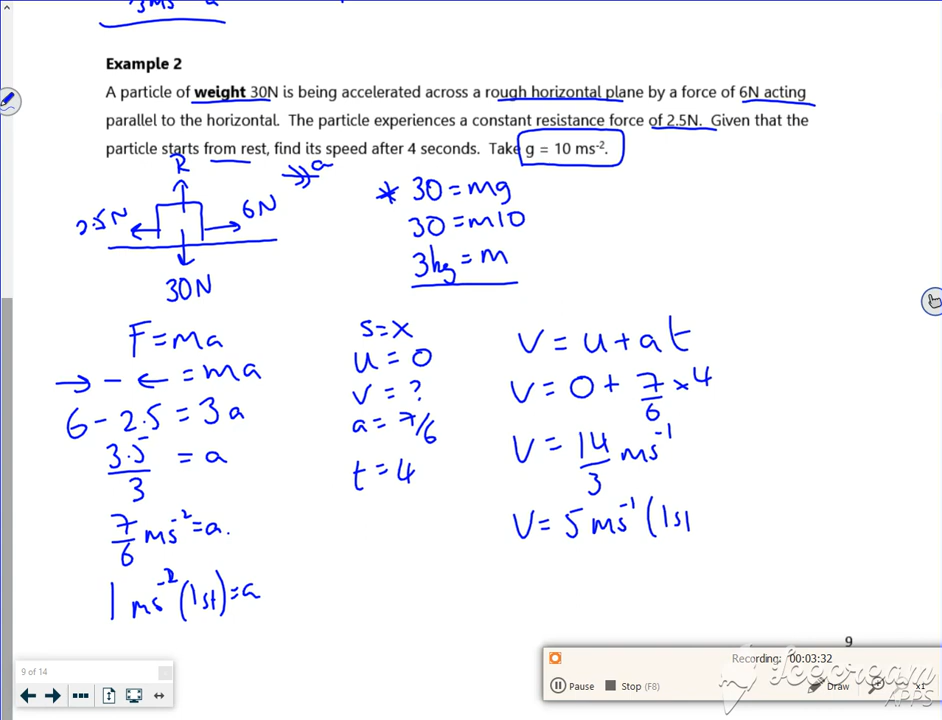 Example 2
A particle of weight 30N is being accelerated across a rough horizontal plane by a force of 6N acting
parallel to the horizontal. The particle experiences a constant resistance force of 2.5N. Given that the
particle starts from rest, find its speed after 4 seconds. Take g = 10 ms⁻².
R
a
2.5N
6N
30N
* 30 = mg
30 = m10
3kg = m
F = ma
→ - ← = ma
6 - 2.5 = 3a
3.5/3 = a
7/6 ms⁻² = a.
1 ms⁻² (1st) = a
s = x
u = 0
v = ?
a = 7/6
t = 4
v = u + at
v = 0 + 7/6 × 4
v = 14/3 ms⁻¹
v = 5 ms⁻¹ (1s
9
9 of 14
Recording: 00:03:32
Pause
Stop (F8)
Draw
x1
Icecream
APPS